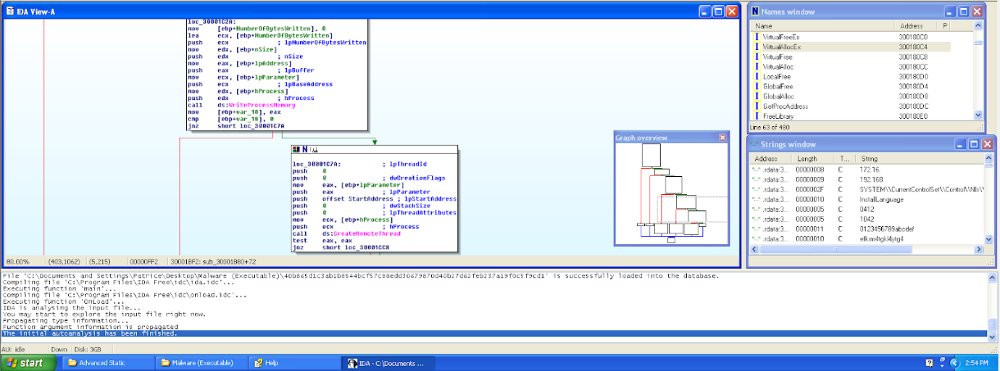 IDA View-A
loc_30001C2A:
mov [ebp+NumberOfBytesWritten], 0
lea ecx, [ebp+NumberOfBytesWritten]
push ecx ; lpNumberOfBytesWritten
mov edx, [ebp+nSize]
push edx ; nSize
mov eax, [ebp+lpAddress]
push eax ; lpBuffer
mov ecx, [ebp+lpParameter]
push ecx ; lpBaseAddress
mov edx, [ebp+hProcess]
push edx ; hProcess
call ds:WriteProcessMemory
mov [ebp+var_18], eax
cmp [ebp+var_18], 0
jnz short loc_30001C7A
N
loc_30001C7A: ; lpThreadId
push 0
push 0 ; dwCreationFlags
mov eax, [ebp+lpParameter]
push eax ; lpParameter
push offset StartAddress ; lpStartAddress
push 0 ; dwStackSize
push 0 ; lpThreadAttributes
mov ecx, [ebp+hProcess]
push ecx ; hProcess
call ds:CreateRemoteThread
test eax, eax
jnz short loc_30001CC8
Graph overview
80.00% (403,1062) (5,215) 00000FF2 30001BF2: sub_30001B80+72
N Names window
Name Address P
I VirtualFreeEx 300180C0
I VirtualAllocEx 300180C4
I VirtualFree 300180C8
I VirtualAlloc 300180CC
I LocalFree 300180D0
I GlobalFree 300180D4
I GlobalAlloc 300180D8
I GetProcAddress 300180DC
I FreeLibrary 300180E0
Line 63 of 480
"..." Strings window
Address Length T... String
"..." .rdata:3... 00000008 C 172.16.
"..." .rdata:3... 00000009 C 192.168.
"..." .rdata:3... 0000002F C SYSTEM\\CurrentControlSet\\Control\\Nls\\
"..." .rdata:3... 00000010 C InstallLanguage
"..." .rdata:3... 00000005 C 0412
"..." .rdata:3... 00000005 C 1042
"..." .rdata:3... 00000011 C 0123456789abcdef
"..." .rdata:3... 00000010 C efkrm4tgkl4ytg4
File 'C:\Documents and Settings\Patrice\Desktop\Malware (Executable)\40b865d1c3ab1b8544bcf57c88edd30679870d40b27d62feb237a19f0c5f9cd1' is successfully loaded into the database.
Compiling file 'C:\Program Files\IDA Free\idc\ida.idc'...
Executing function 'main'...
Compiling file 'C:\Program Files\IDA Free\idc\onload.idc'...
Executing function 'OnLoad'...
IDA is analysing the input file...
You may start to explore the input file right now.
Propagating type information...
Function argument information is propagated
The initial autoanalysis has been finished.
AU: idle Down Disk: 3GB
start Advanced Static Malware (Executable) Help IDA - C:\Documents ... 2:54 PM